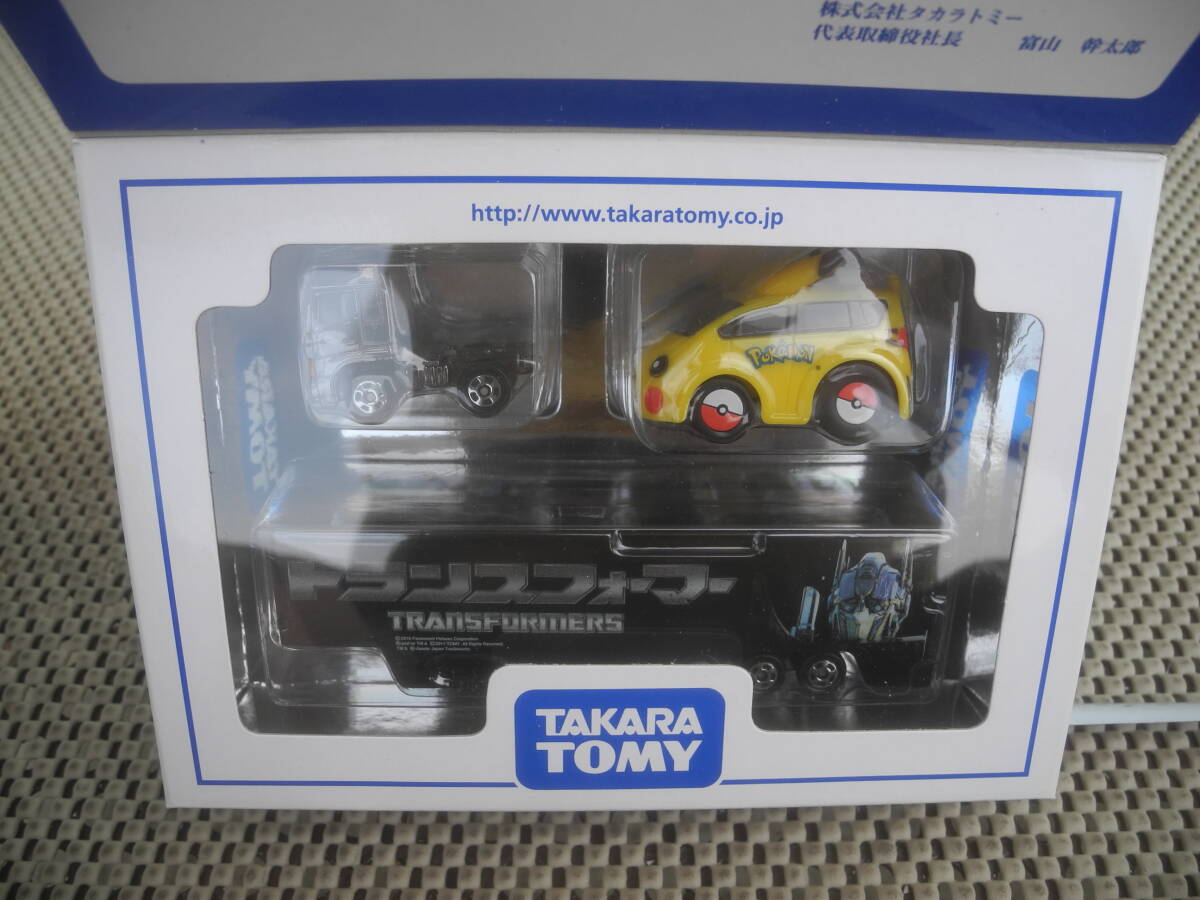 株式会社タカラトミー
代表取締役社長 富山 幹太郎
http://www.takaratomy.co.jp
POKéMON
トランスフォーマー
TRANSFORMERS
TAKARA
TOMY